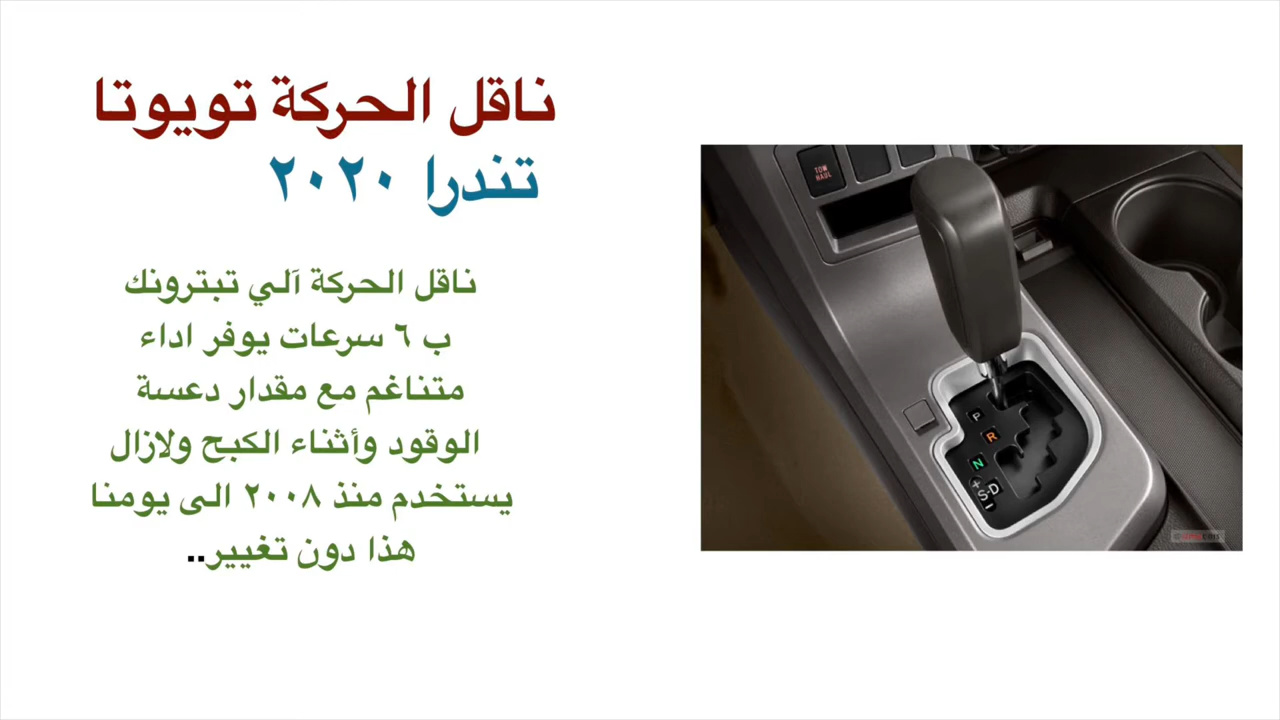 ناقل الحركة تويوتا
تندرا ٢٠٢٠
ناقل الحركة آلي تبترونك
ب ٦ سرعات يوفر اداء
متناغم مع مقدار دعسة
الوقود وأثناء الكبح ولازال
يستخدم منذ ٢٠٠٨ الى يومنا
هذا دون تغيير..
TOW
HAUL
P
R
N
+
S-D
−